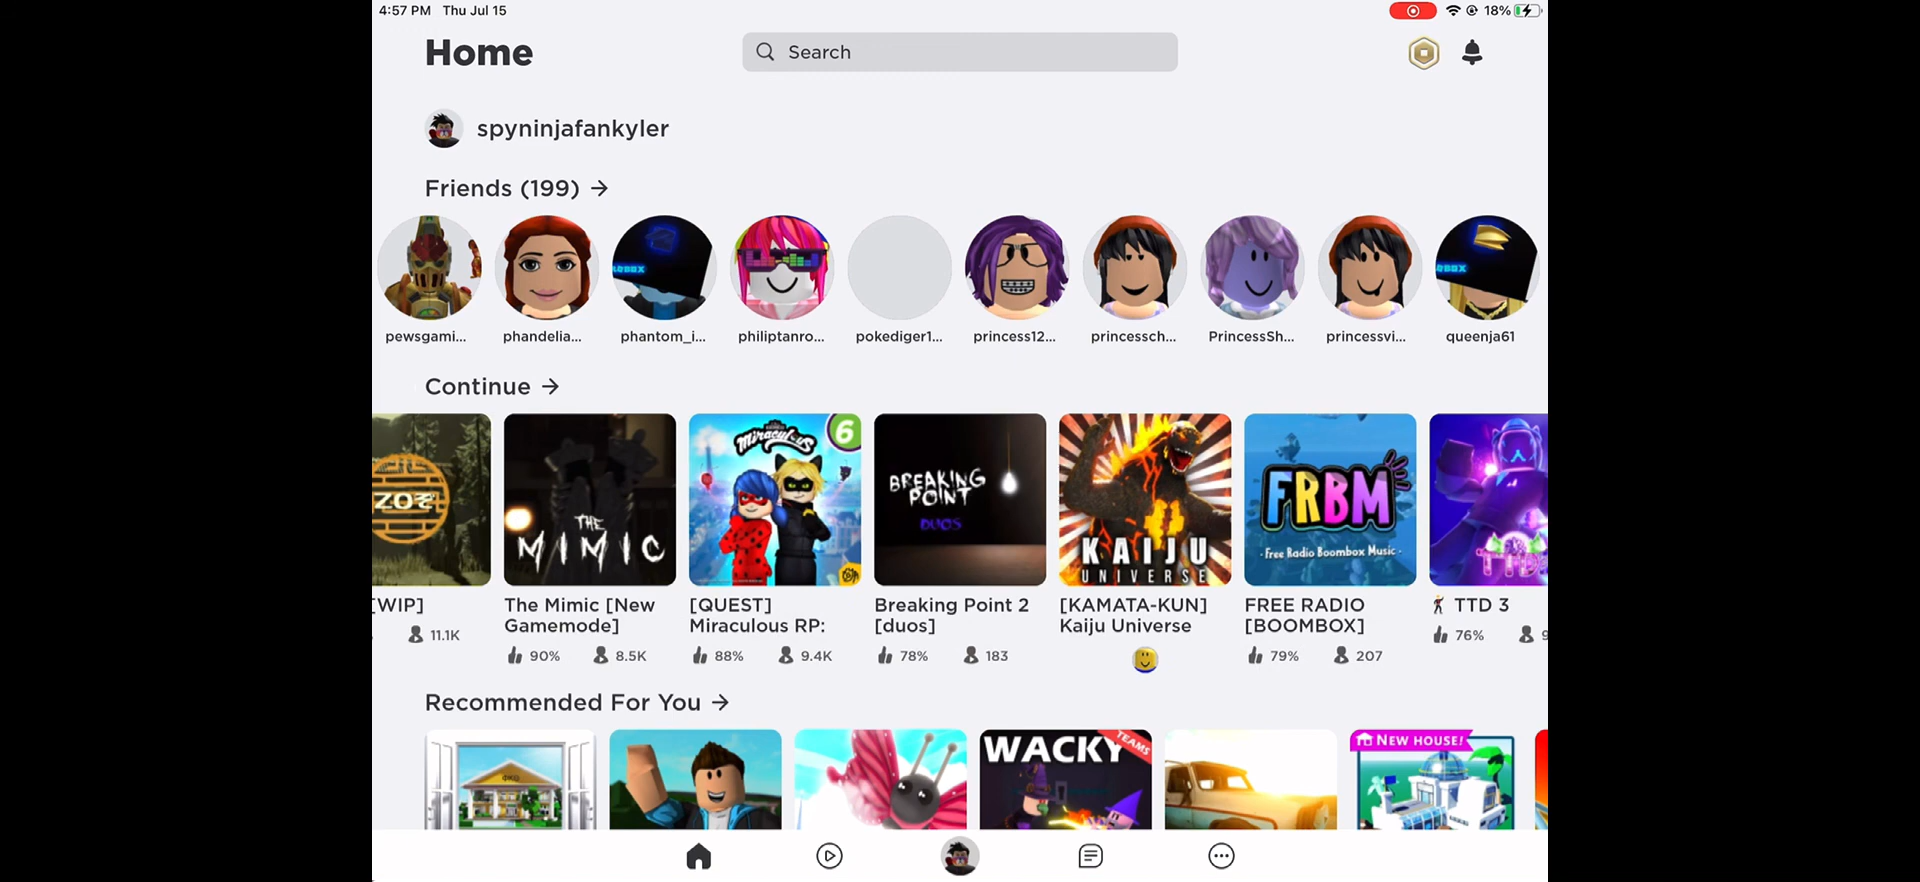 4:57 PM Thu Jul 15
18%
Home
Search
spyninjafankyler
Friends (199) →
pewsgami...
phandelia...
phantom_i...
philiptanro...
pokediger1...
princess12...
princessch...
PrincessSh...
princessvi...
queenja61
Continue →
THE
MIMIC
Miraculous
6
BREAKING
POINT
DUOS
KAIJU
UNIVERSE
FRBM
- Free Radio Boombox Music -
[WIP]
11.1K
The Mimic [New
Gamemode]
90% 8.5K
[QUEST]
Miraculous RP:
88% 9.4K
Breaking Point 2
[duos]
78% 183
[KAMATA-KUN]
Kaiju Universe
FREE RADIO
[BOOMBOX]
79% 207
TTD 3
76% 9
Recommended For You →
WACKY
TEAMS
NEW HOUSE!